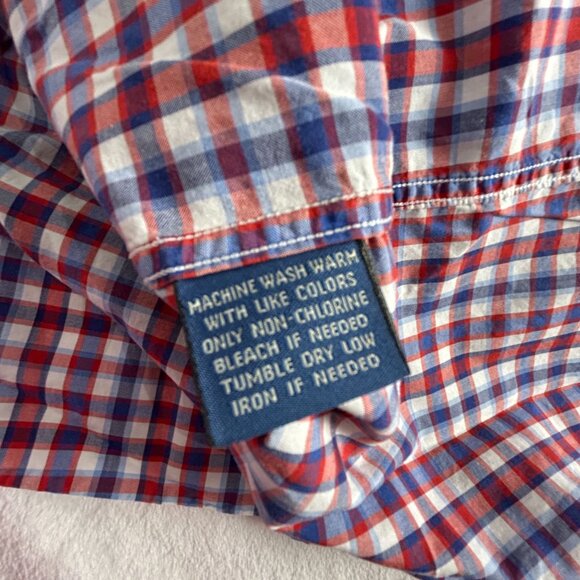 MACHINE WASH WARM
WITH LIKE COLORS
ONLY NON-CHLORINE
BLEACH IF NEEDED
TUMBLE DRY LOW
IRON IF NEEDED